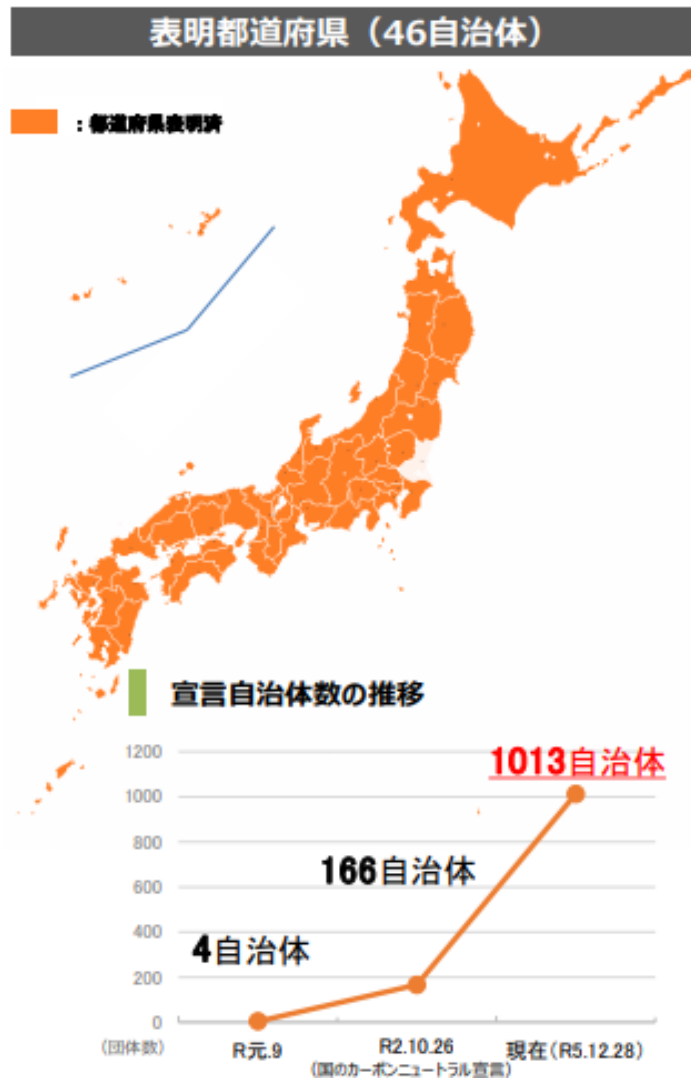 表明都道府県（46自治体）
：都道府県表明済
宣言自治体数の推移
1200
1000
800
600
400
200
0
1013自治体
166自治体
4自治体
(団体数)
R元.9
R2.10.26
(国のカーボンニュートラル宣言)
現在（R5.12.28）